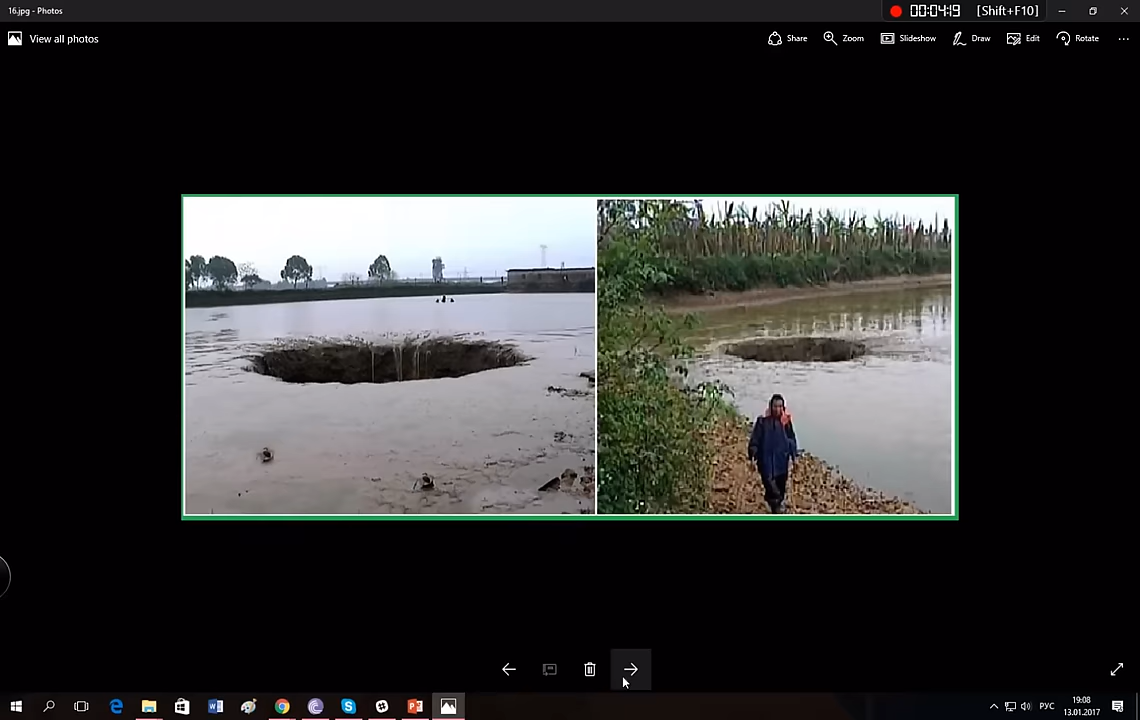 16.jpg - Photos
00:04:19 [Shift+F10]
View all photos
Share Zoom Slideshow Draw Edit Rotate
РУС
19:08
13.01.2017